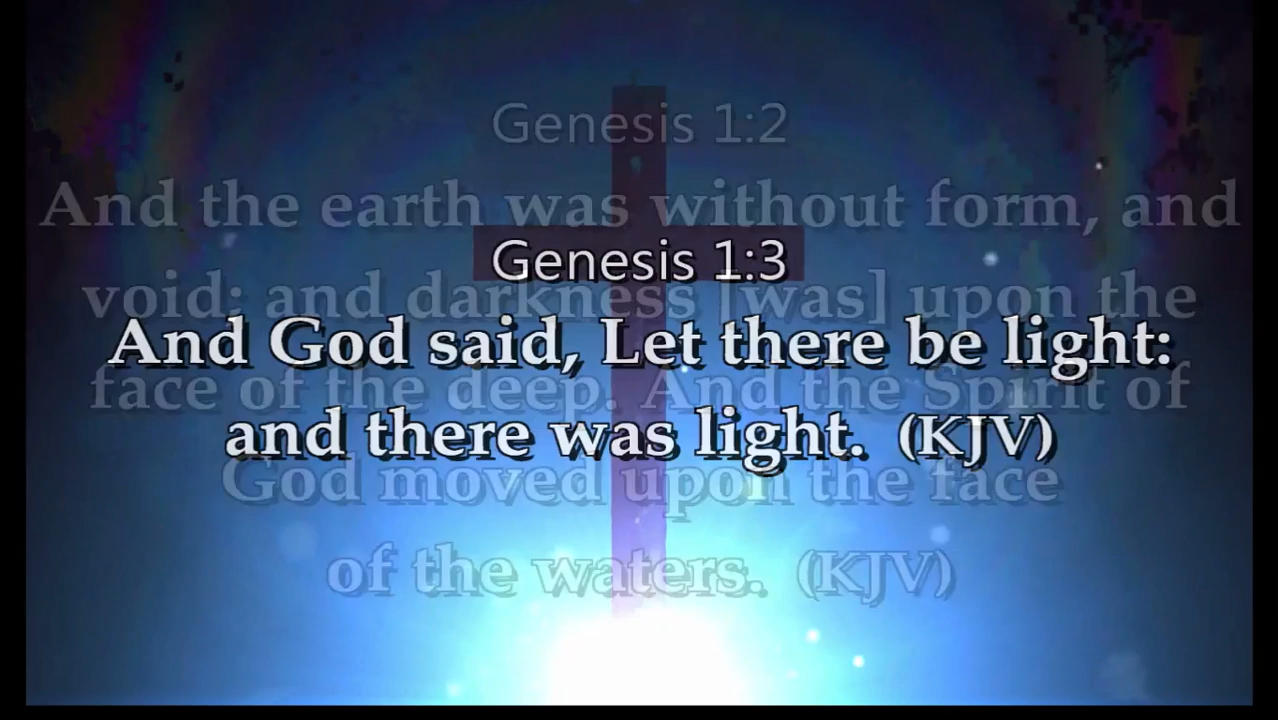 Genesis 1:2
And the earth was without form, and
void; and darkness [was] upon the
face of the deep. And the Spirit of
God moved upon the face
of the waters. (KJV)
Genesis 1:3
And God said, Let there be light:
and there was light. (KJV)